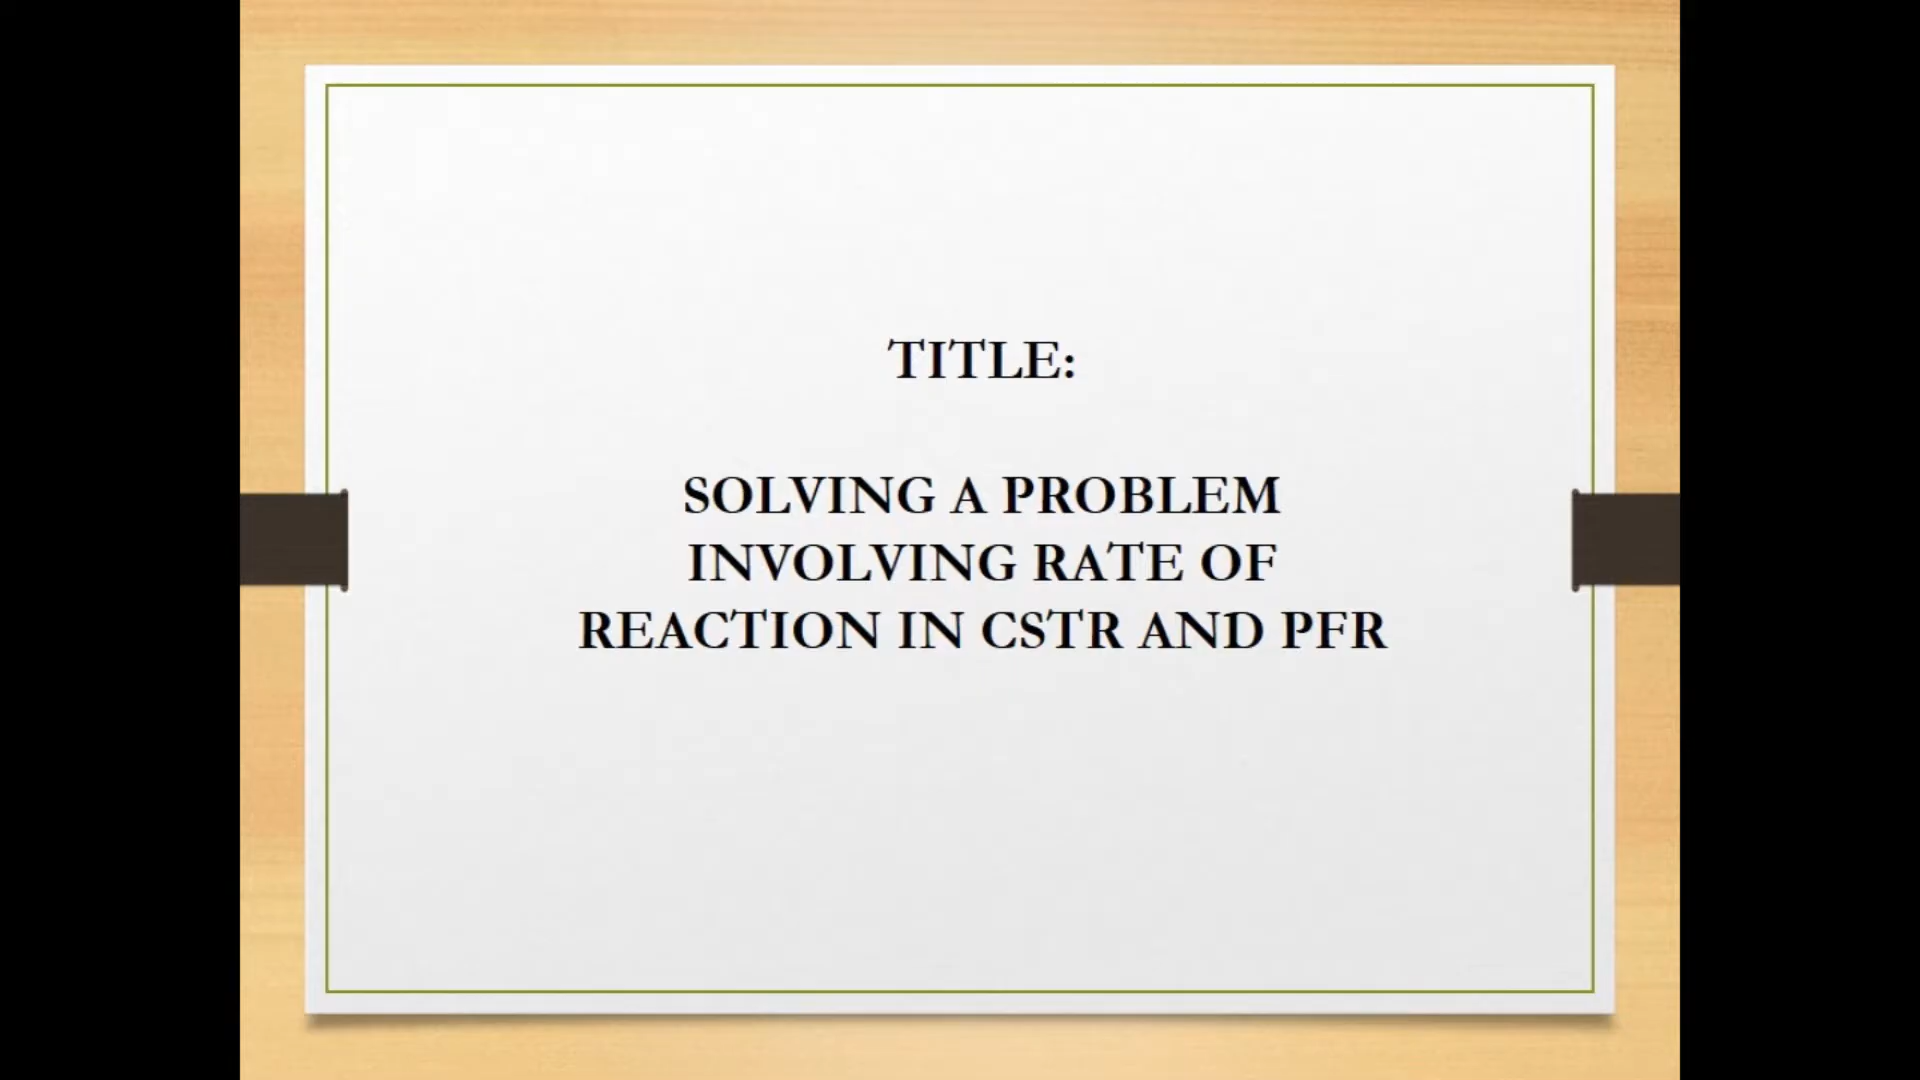 TITLE:
SOLVING A PROBLEM
INVOLVING RATE OF
REACTION IN CSTR AND PFR